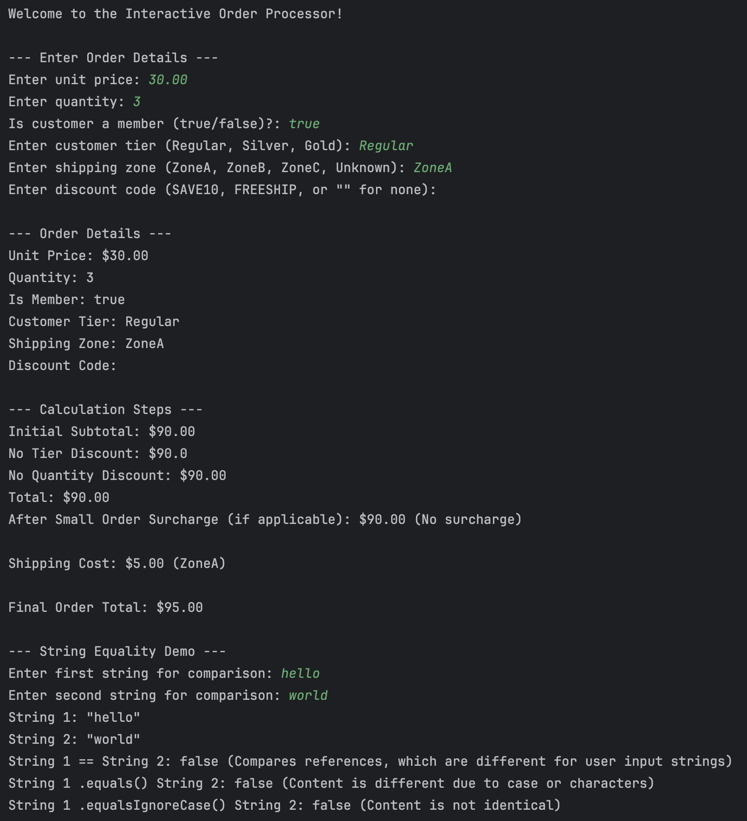 Welcome to the Interactive Order Processor!
--- Enter Order Details ---
Enter unit price: 30.00
Enter quantity: 3
Is customer a member (true/false)?: true
Enter customer tier (Regular, Silver, Gold): Regular
Enter shipping zone (ZoneA, ZoneB, ZoneC, Unknown): ZoneA
Enter discount code (SAVE10, FREESHIP, or "" for none):
--- Order Details ---
Unit Price: $30.00
Quantity: 3
Is Member: true
Customer Tier: Regular
Shipping Zone: ZoneA
Discount Code:
--- Calculation Steps ---
Initial Subtotal: $90.00
No Tier Discount: $90.0
No Quantity Discount: $90.00
Total: $90.00
After Small Order Surcharge (if applicable): $90.00 (No surcharge)
Shipping Cost: $5.00 (ZoneA)
Final Order Total: $95.00
--- String Equality Demo ---
Enter first string for comparison: hello
Enter second string for comparison: world
String 1: "hello"
String 2: "world"
String 1 == String 2: false (Compares references, which are different for user input strings)
String 1 .equals() String 2: false (Content is different due to case or characters)
String 1 .equalsIgnoreCase() String 2: false (Content is not identical)